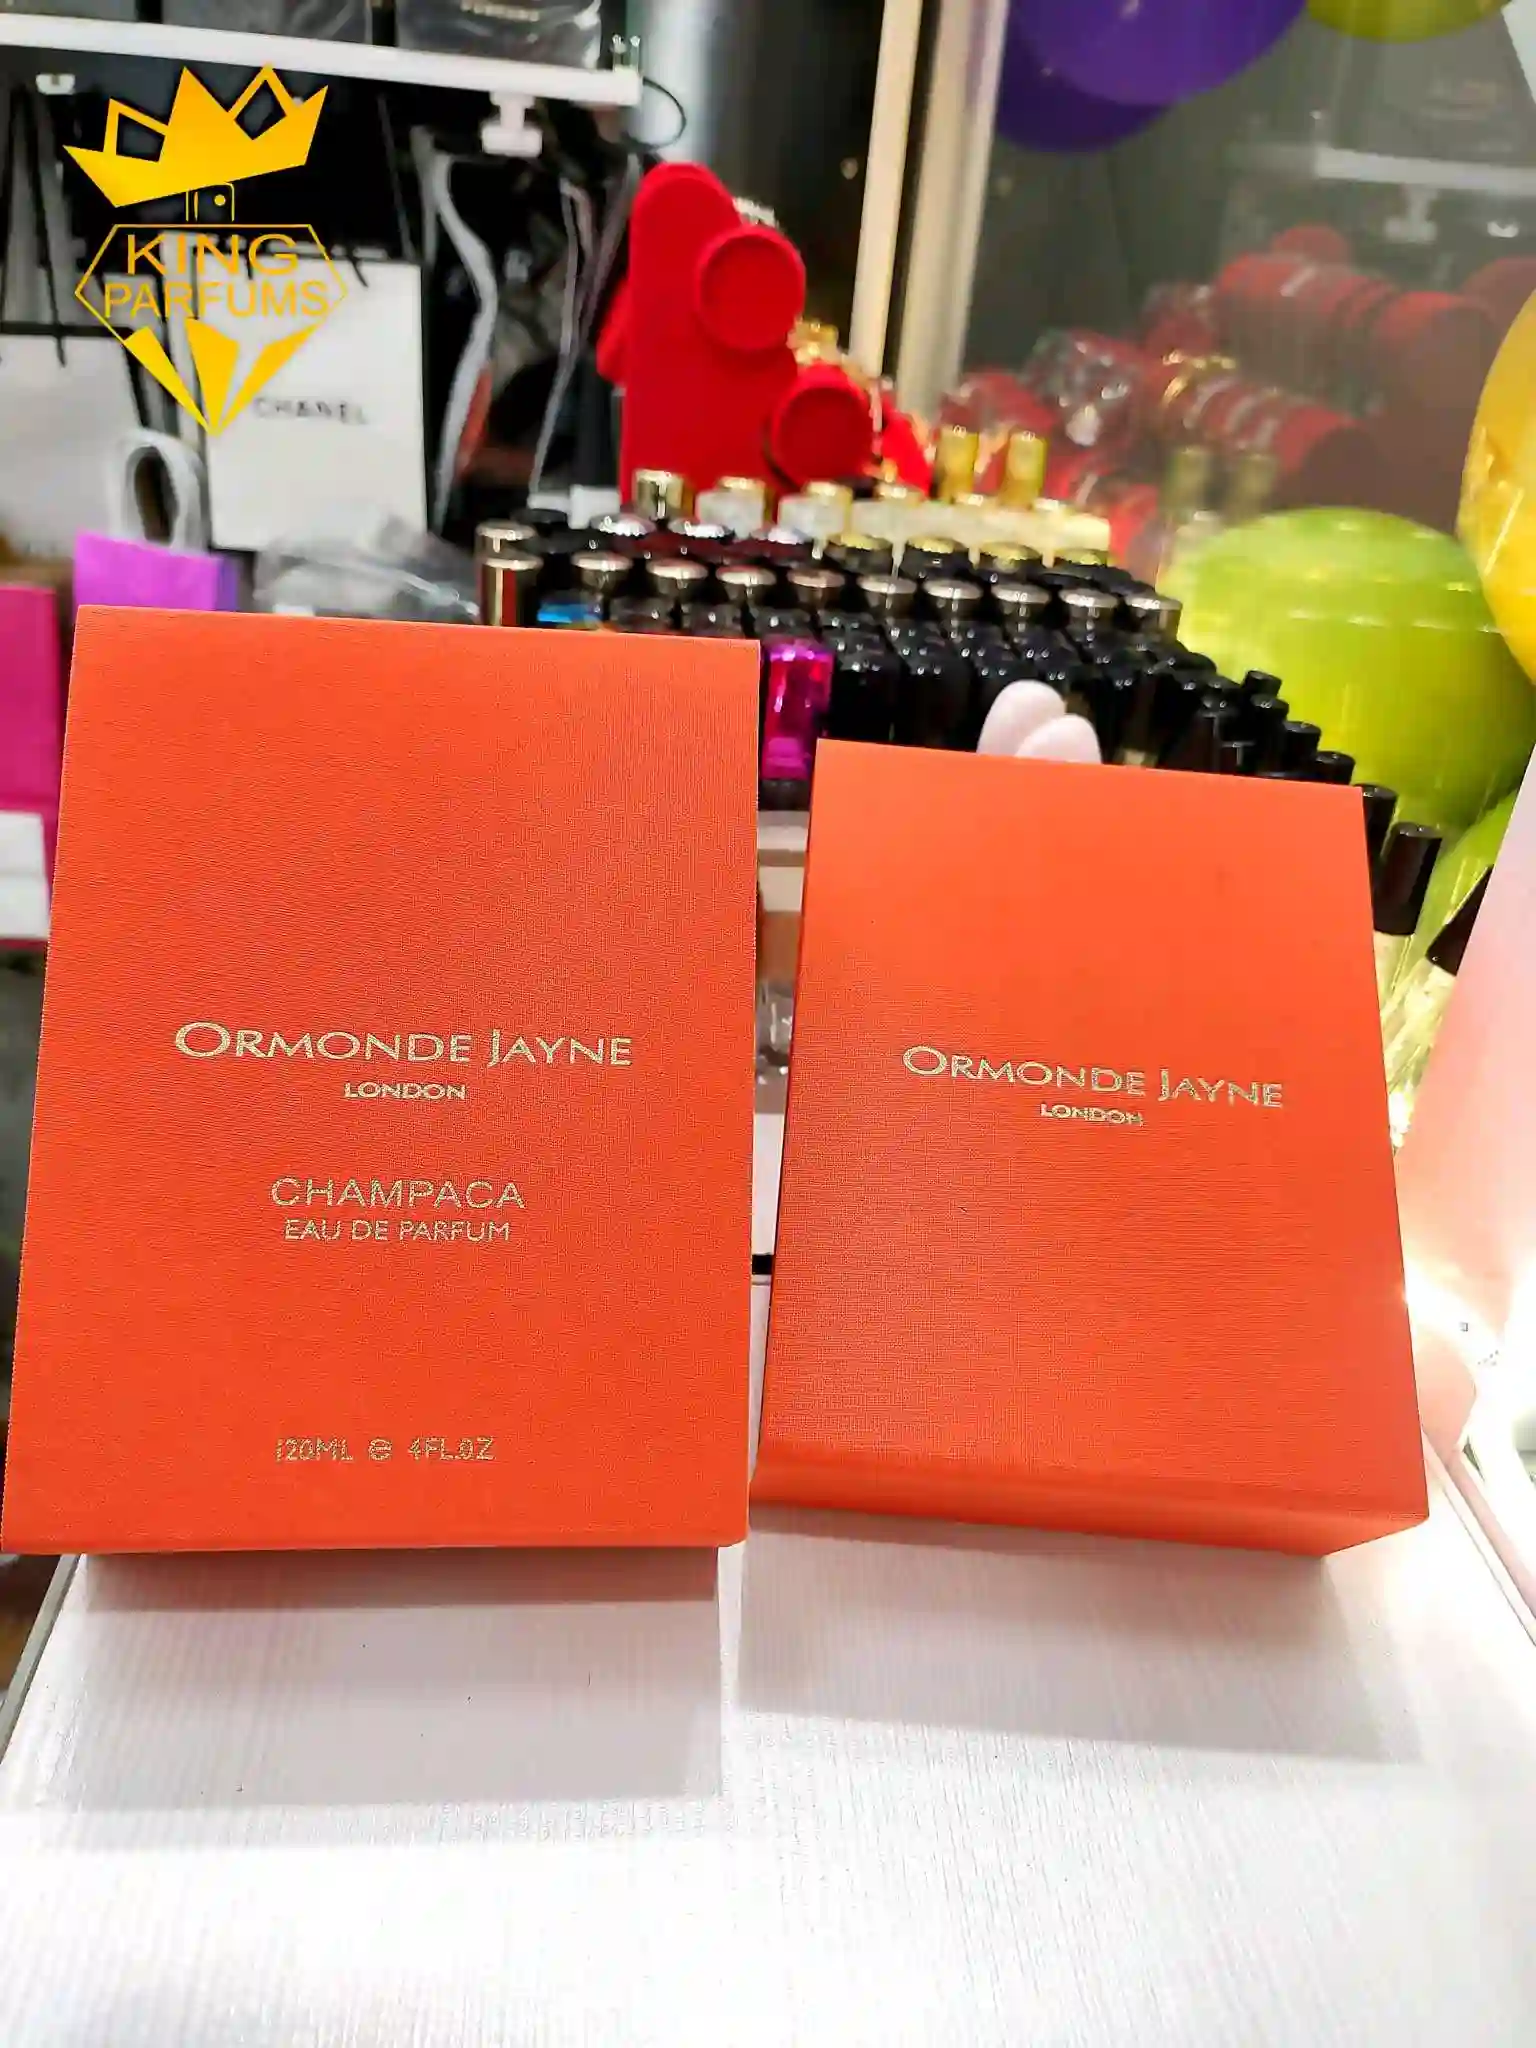 KING
PARFUMS
CHANEL
ORMONDE JAYNE
LONDON
CHAMPACA
EAU DE PARFUM
120ML e 4FL.OZ
ORMONDE JAYNE
LONDON